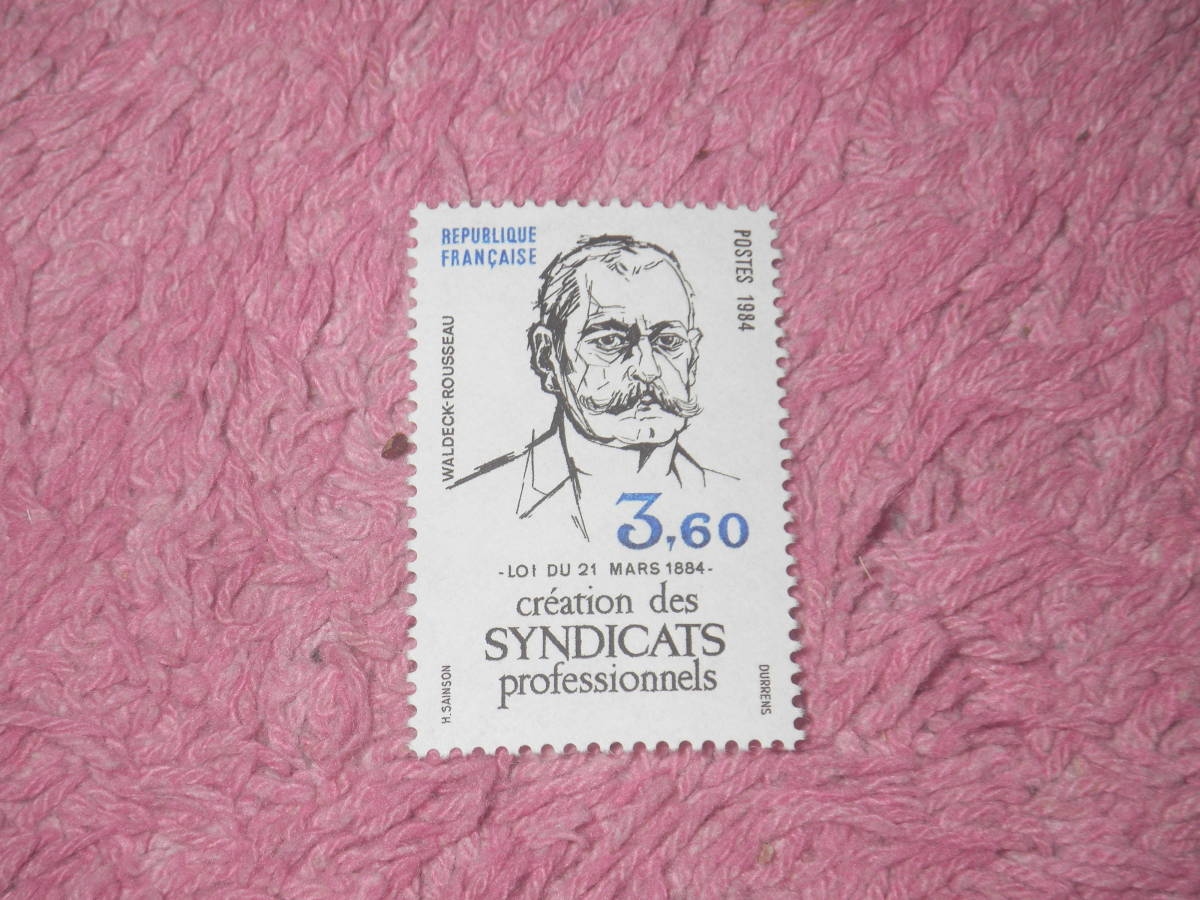 REPUBLIQUE
FRANÇAISE
POSTES 1984
WALDECK-ROUSSEAU
3,60
-LOI DU 21 MARS 1884-
création des
SYNDICATS
professionnels
H.SAINSON
DURRENS